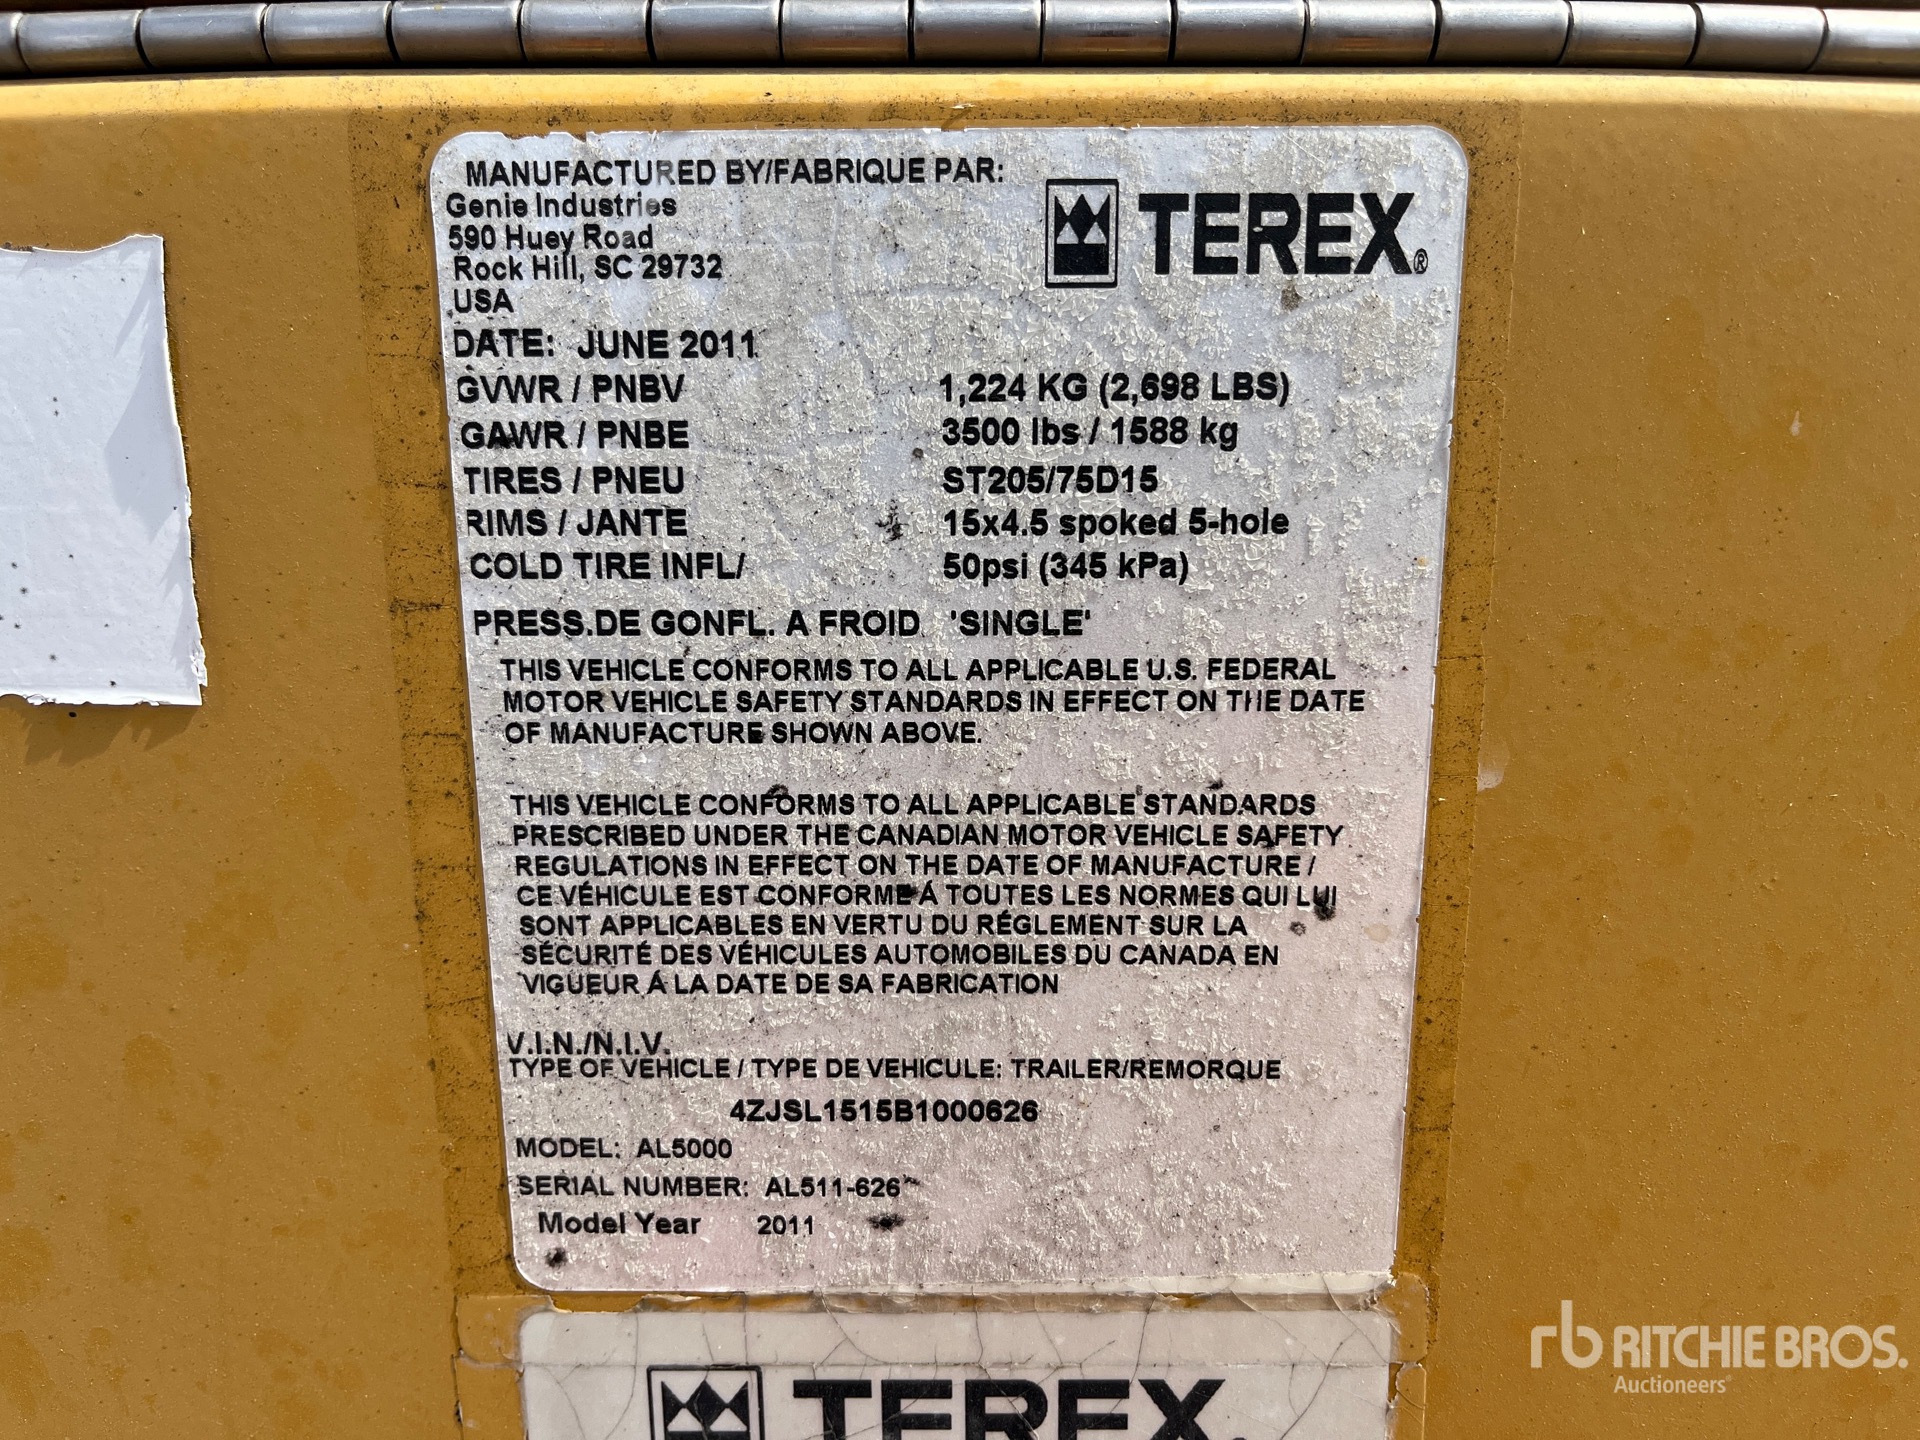 MANUFACTURED BY/FABRIQUE PAR:
Genie Industries
590 Huey Road
Rock Hill, SC 29732
USA
TEREX®
DATE: JUNE 2011
GVWR / PNBV 1,224 KG (2,698 LBS)
GAWR / PNBE 3500 lbs / 1588 kg
TIRES / PNEU ST205/75D15
RIMS / JANTE 15x4.5 spoked 5-hole
COLD TIRE INFL/ 50psi (345 kPa)
PRESS.DE GONFL. A FROID 'SINGLE'
THIS VEHICLE CONFORMS TO ALL APPLICABLE U.S. FEDERAL
MOTOR VEHICLE SAFETY STANDARDS IN EFFECT ON THE DATE
OF MANUFACTURE SHOWN ABOVE.
THIS VEHICLE CONFORMS TO ALL APPLICABLE STANDARDS
PRESCRIBED UNDER THE CANADIAN MOTOR VEHICLE SAFETY
REGULATIONS IN EFFECT ON THE DATE OF MANUFACTURE /
CE VÉHICULE EST CONFORME Á TOUTES LES NORMES QUI LUI
SONT APPLICABLES EN VERTU DU RÉGLEMENT SUR LA
SÉCURITÉ DES VÉHICULES AUTOMOBILES DU CANADA EN
VIGUEUR Á LA DATE DE SA FABRICATION
V.I.N./N.I.V.
TYPE OF VEHICLE / TYPE DE VEHICULE: TRAILER/REMORQUE
4ZJSL1515B1000626
MODEL: AL5000
SERIAL NUMBER: AL511-626
Model Year 2011
TEREX
rb RITCHIE BROS.
Auctioneers